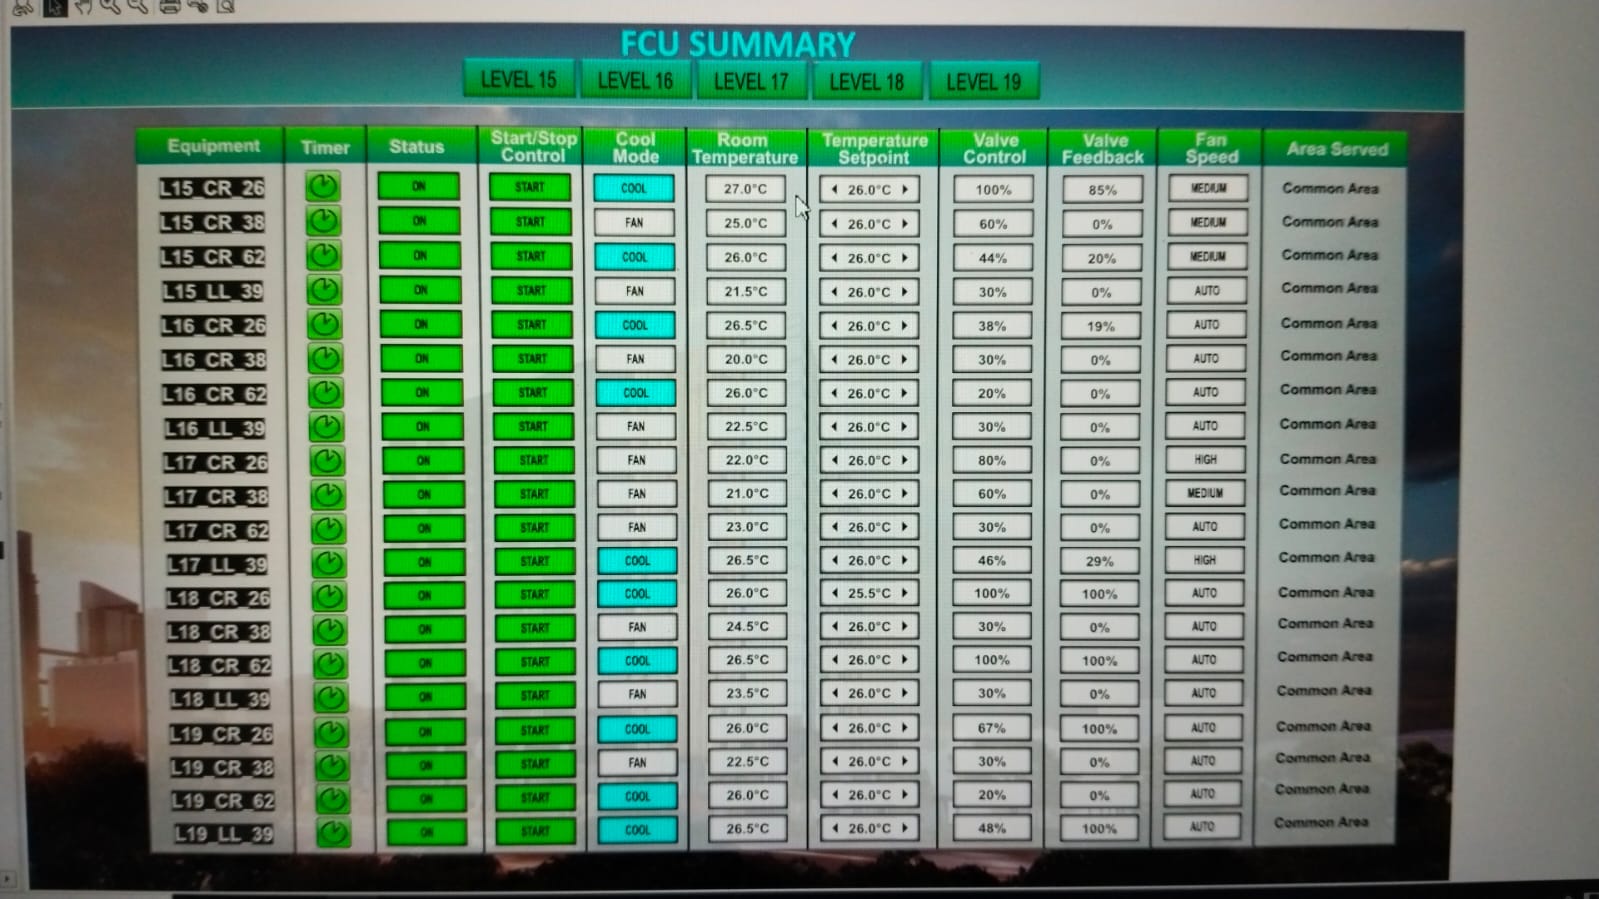 FCU SUMMARY
LEVEL 15 LEVEL 16 LEVEL 17 LEVEL 18 LEVEL 19
Equipment Timer Status Start/Stop Control Cool Mode Room Temperature Temperature Setpoint Valve Control Valve Feedback Fan Speed Area Served
L15_CR_26 ON START COOL 27.0°C 26.0°C 100% 85% MEDIUM Common Area
L15_CR_38 ON START FAN 25.0°C 26.0°C 60% 0% MEDIUM Common Area
L15_CR_62 ON START COOL 26.0°C 26.0°C 44% 20% MEDIUM Common Area
L15_LL_39 ON START FAN 21.5°C 26.0°C 30% 0% AUTO Common Area
L16_CR_26 ON START COOL 26.5°C 26.0°C 38% 19% AUTO Common Area
L16_CR_38 ON START FAN 20.0°C 26.0°C 30% 0% AUTO Common Area
L16_CR_62 ON START COOL 26.0°C 26.0°C 20% 0% AUTO Common Area
L16_LL_39 ON START FAN 22.5°C 26.0°C 30% 0% AUTO Common Area
L17_CR_26 ON START FAN 22.0°C 26.0°C 80% 0% HIGH Common Area
L17_CR_38 ON START FAN 21.0°C 26.0°C 60% 0% MEDIUM Common Area
L17_CR_62 ON START FAN 23.0°C 26.0°C 30% 0% AUTO Common Area
L17_LL_39 ON START COOL 26.5°C 26.0°C 46% 29% HIGH Common Area
L18_CR_26 ON START COOL 26.0°C 25.5°C 100% 100% AUTO Common Area
L18_CR_38 ON START FAN 24.5°C 26.0°C 30% 0% AUTO Common Area
L18_CR_62 ON START COOL 26.5°C 26.0°C 100% 100% AUTO Common Area
L18_LL_39 ON START FAN 23.5°C 26.0°C 30% 0% AUTO Common Area
L19_CR_26 ON START COOL 26.0°C 26.0°C 67% 100% AUTO Common Area
L19_CR_38 ON START FAN 22.5°C 26.0°C 30% 0% AUTO Common Area
L19_CR_62 ON START COOL 26.0°C 26.0°C 20% 0% AUTO Common Area
L19_LL_39 ON START COOL 26.5°C 26.0°C 48% 100% AUTO Common Area